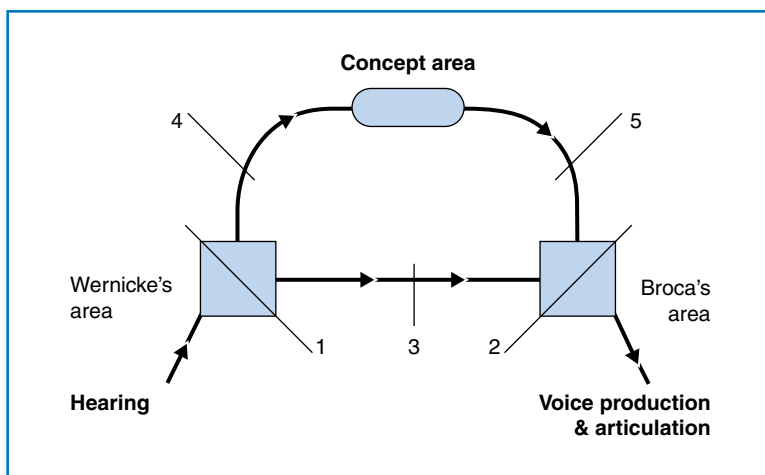 Concept area
4
5
Wernicke's
area
Broca's
area
1
3
2
Hearing
Voice production
& articulation